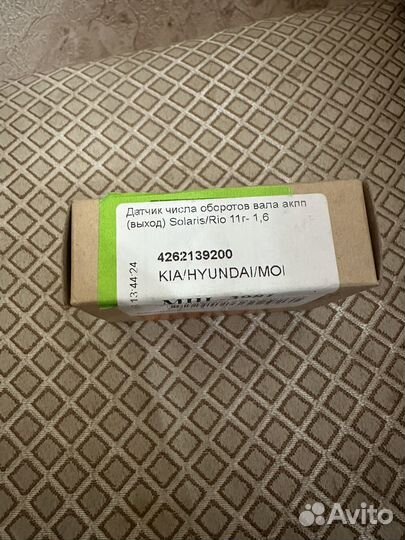 Датчик числа оборотов вала акпп
(выход) Solaris/Rio 11г- 1,6
4262139200
KIA/HYUNDAI/MOI
13:44:24
Avito